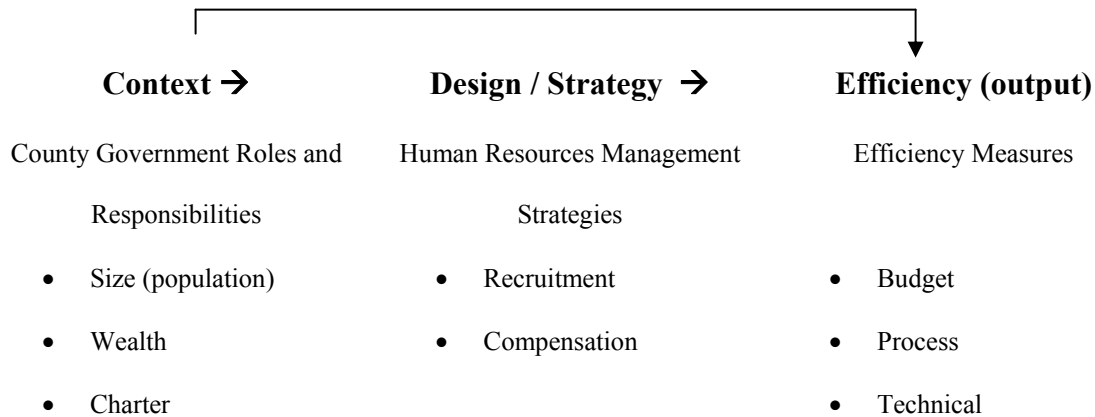 Context → Design / Strategy → Efficiency (output)
County Government Roles and Human Resources Management Efficiency Measures
Responsibilities Strategies
• Size (population) • Recruitment • Budget
• Wealth • Compensation • Process
• Charter • Technical